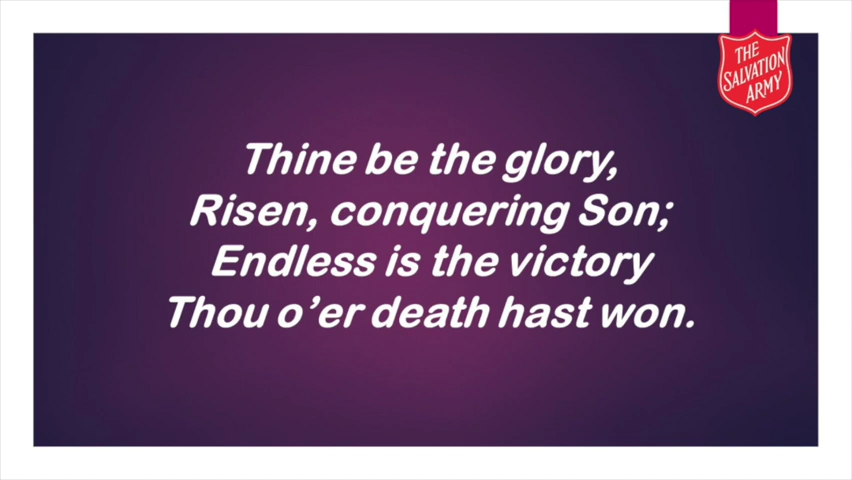 THE
SALVATION
ARMY
Thine be the glory,
Risen, conquering Son;
Endless is the victory
Thou o’er death hast won.